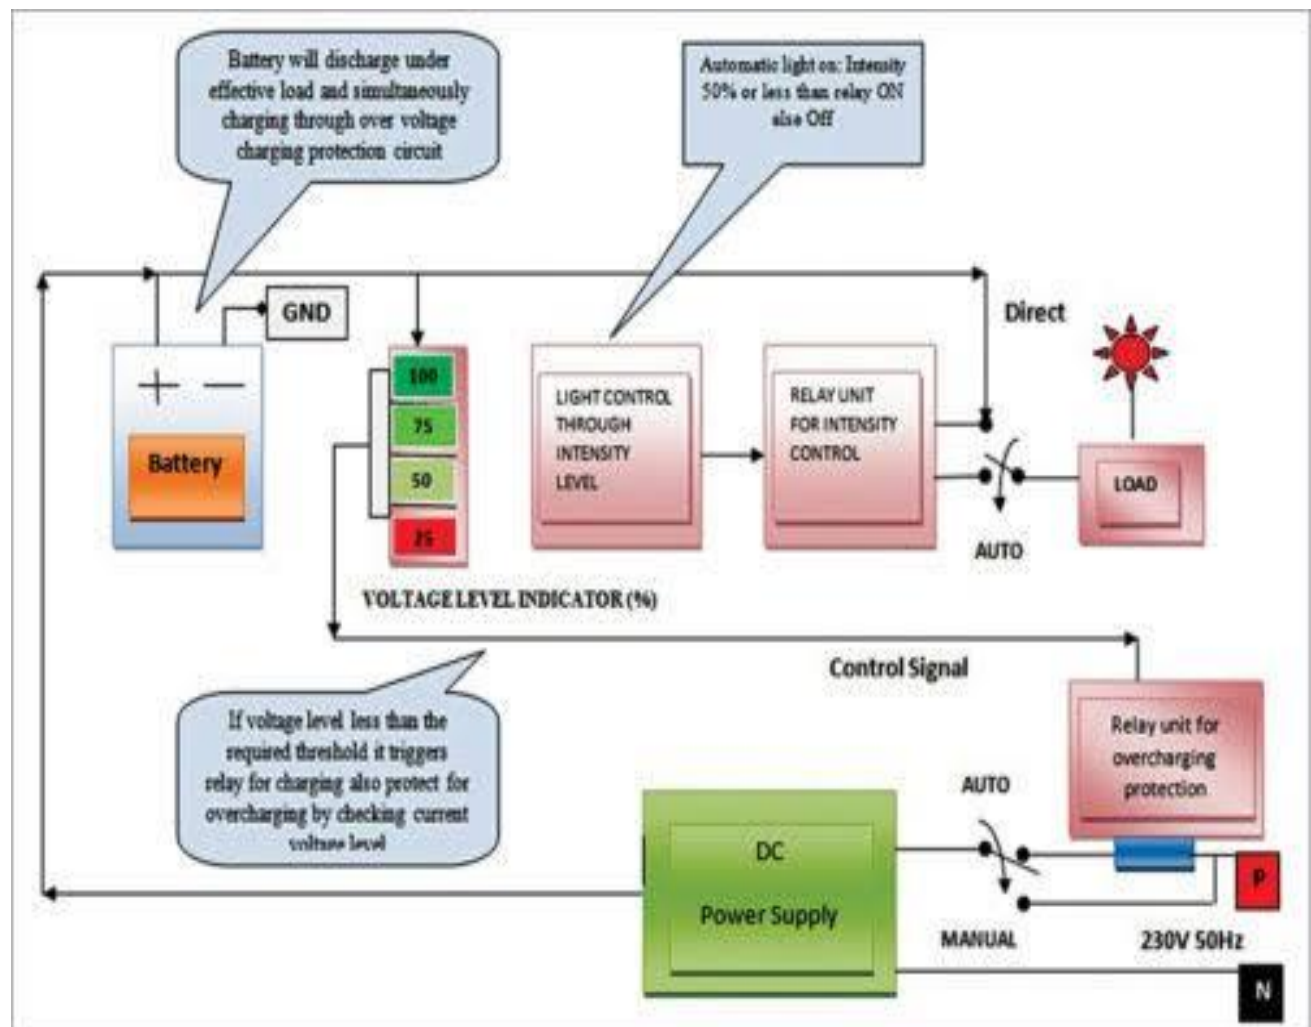 Battery will discharge under
effective load and simultaneously
charging through over voltage
charging protection circuit
Automatic light on: Intensity
50% or less than relay ON
also Off
GND
Direct
Battery
100
75
50
25
LIGHT CONTROL
THROUGH
INTENSITY
LEVEL
RELAY UNIT
FOR INTENSITY
CONTROL
LOAD
AUTO
VOLTAGE LEVEL INDICATOR (%)
Control Signal
If voltage level less than the
required threshold it triggers
relay for charging also protect for
overcharging by checking current
voltage level
Relay unit for
overcharging
protection
AUTO
DC
Power Supply
P
MANUAL
230V 50Hz
N